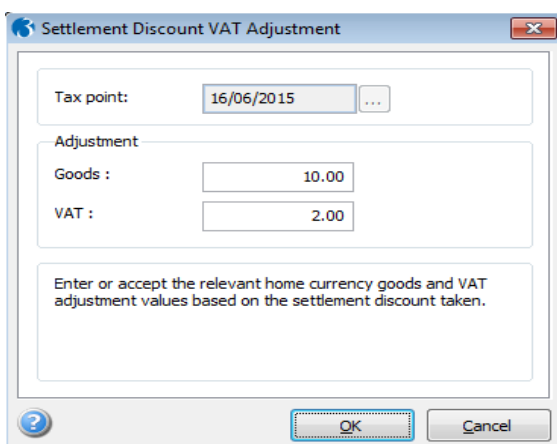 Settlement Discount VAT Adjustment
Tax point:
16/06/2015
...
Adjustment
Goods :
10.00
VAT :
2.00
Enter or accept the relevant home currency goods and VAT
adjustment values based on the settlement discount taken.
?
OK
Cancel